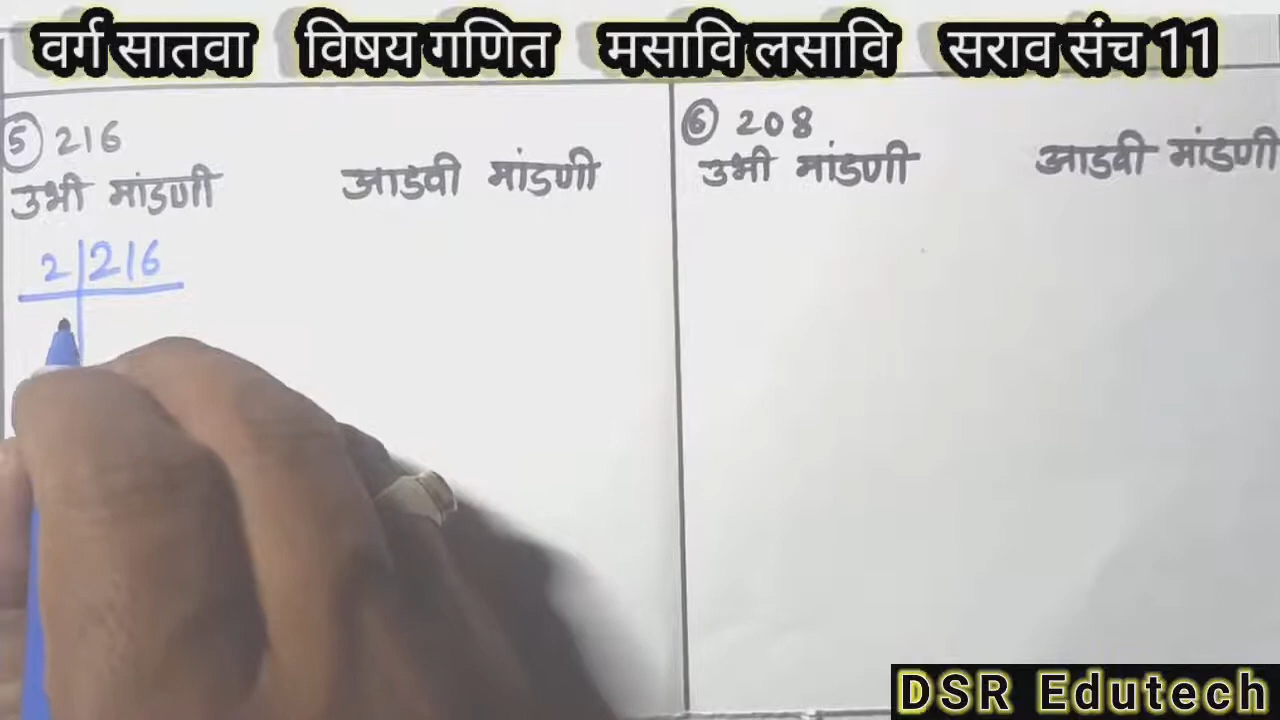 वर्ग सातवा विषय गणित मसावि लसावि सराव संच 11
5 216
उभी मांडणी आडवी मांडणी
2 216
6 208
उभी मांडणी आडवी मांडणी
DSR Edutech